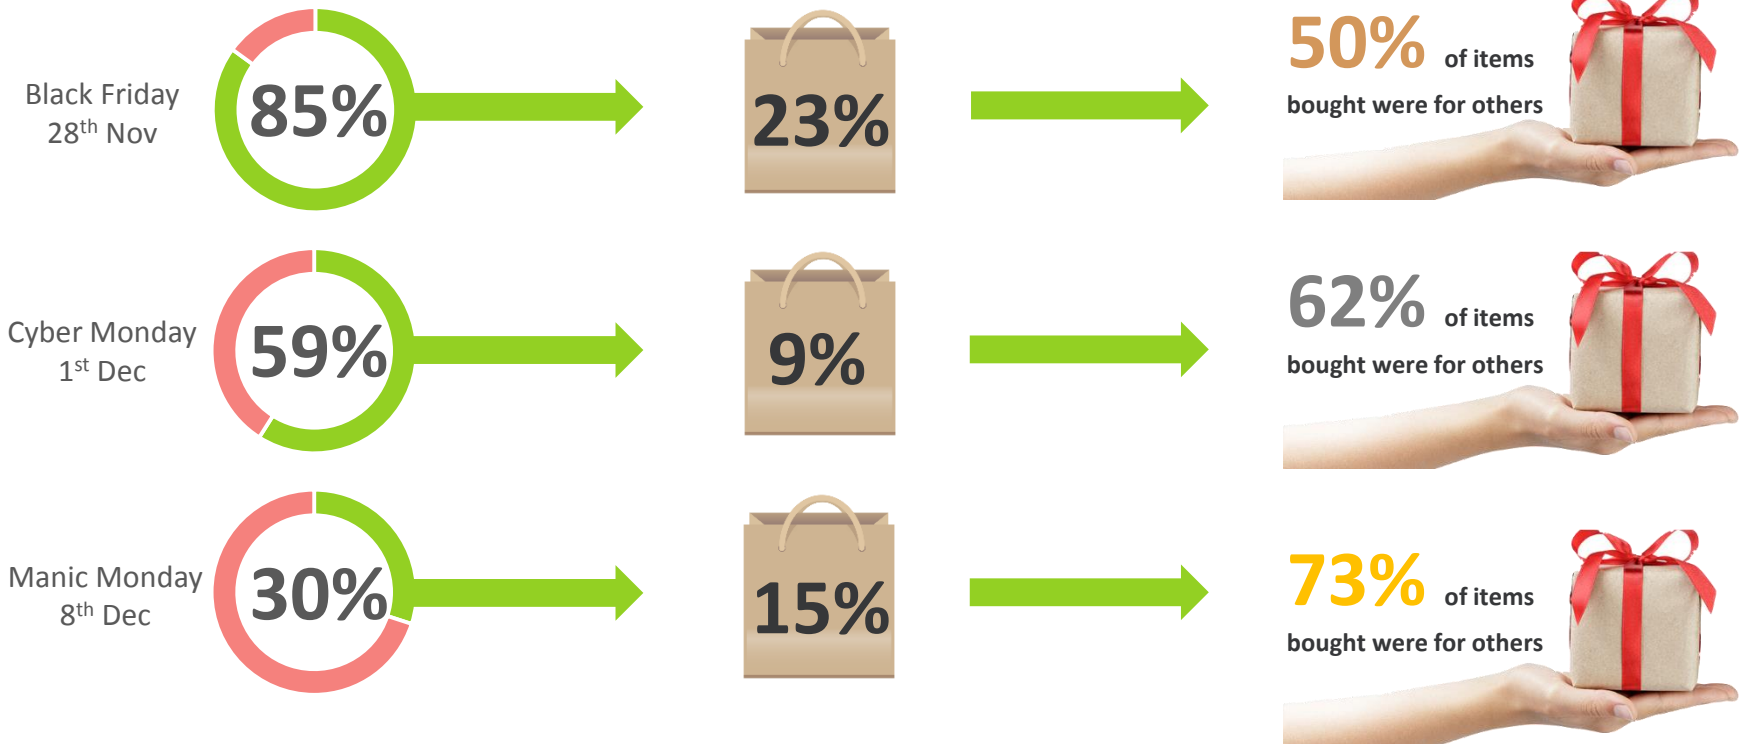 Black Friday
28th Nov
85%
23%
50% of items
bought were for others
Cyber Monday
1st Dec
59%
9%
62% of items
bought were for others
Manic Monday
8th Dec
30%
15%
73% of items
bought were for others